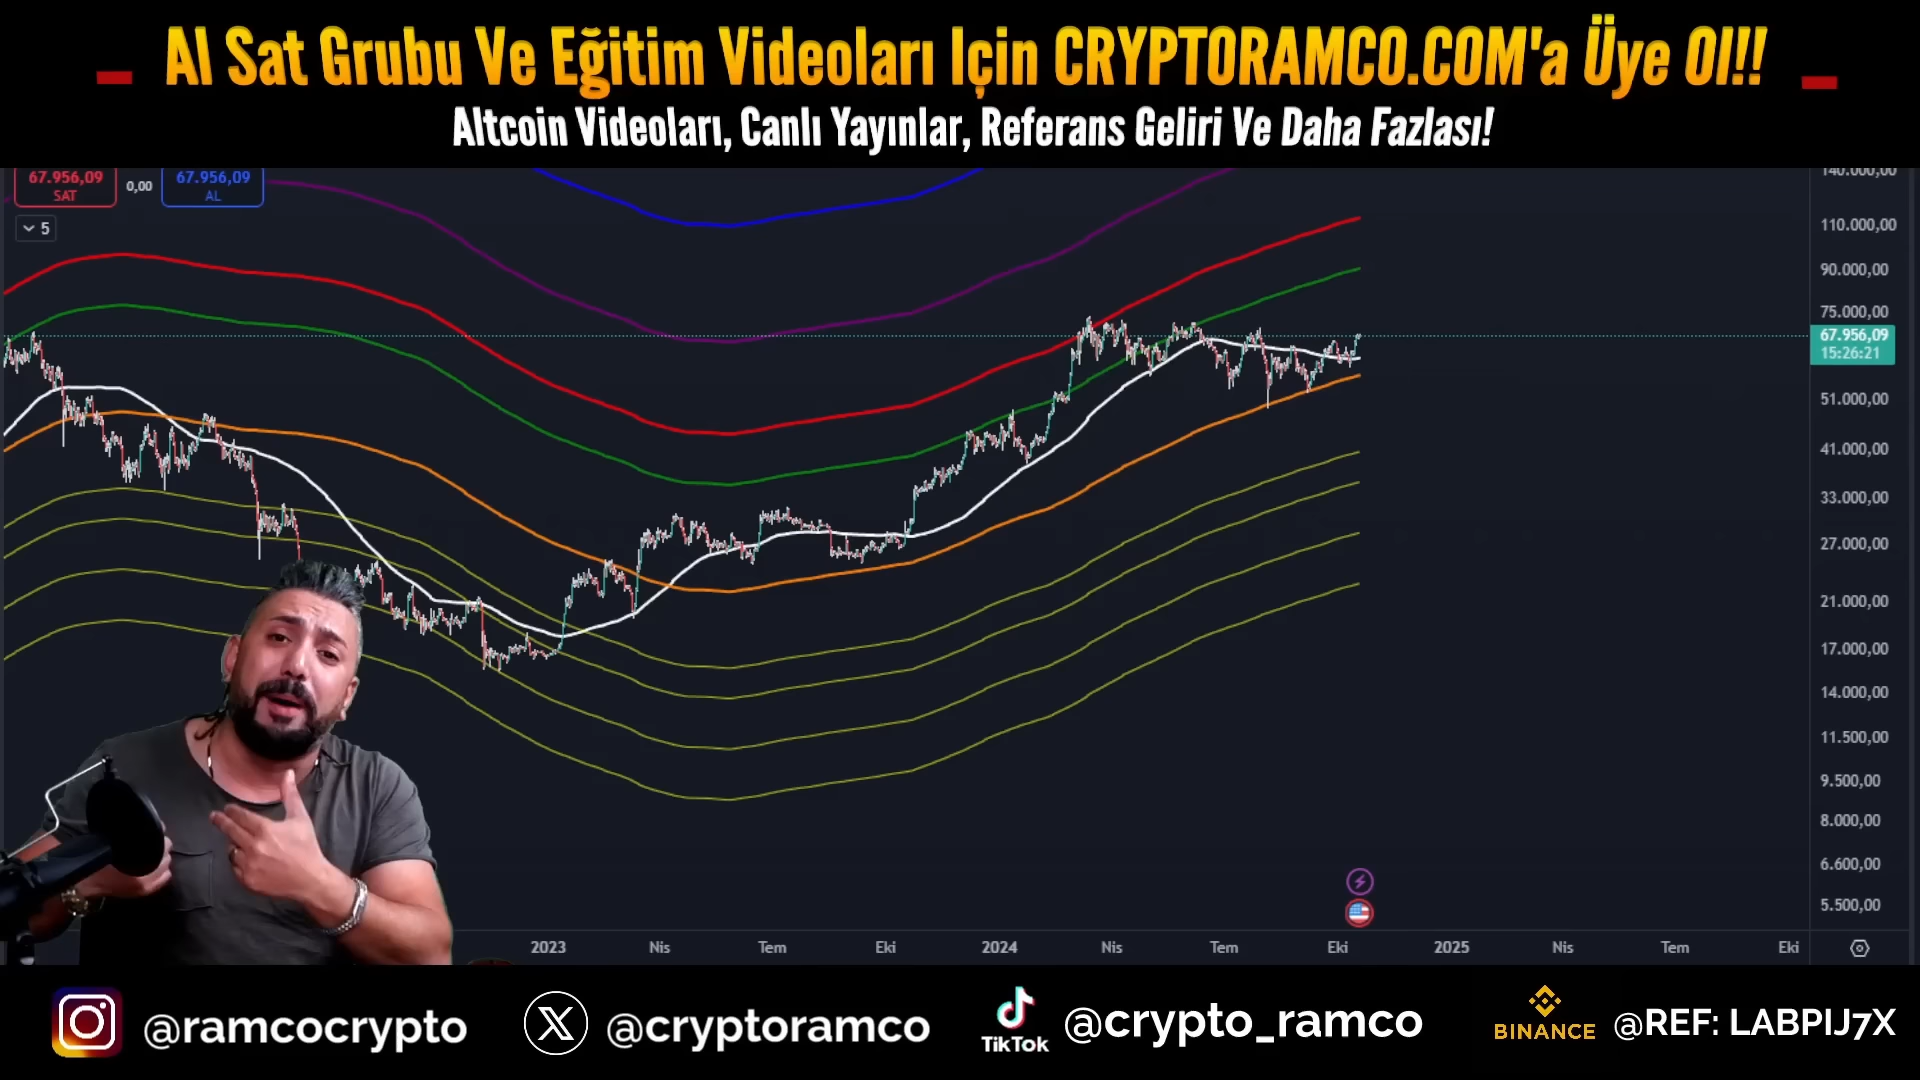 Al Sat Grubu Ve Eğitim Videoları Için CRYPTORAMCO.COM'a Üye Ol!!
Altcoin Videoları, Canlı Yayınlar, Referans Geliri Ve Daha Fazlası!
67.956,09
SAT
0,00
67.956,09
AL
5
140.000,00
110.000,00
90.000,00
75.000,00
67.956,09
15:26:21
51.000,00
41.000,00
33.000,00
27.000,00
21.000,00
17.000,00
14.000,00
11.500,00
9.500,00
8.000,00
6.600,00
5.500,00
2023 Nis Tem Eki 2024 Nis Tem Eki 2025 Nis Tem Eki
@ramcocrypto
@cryptoramco
TikTok
@crypto_ramco
BINANCE
@REF: LABPIJ7X